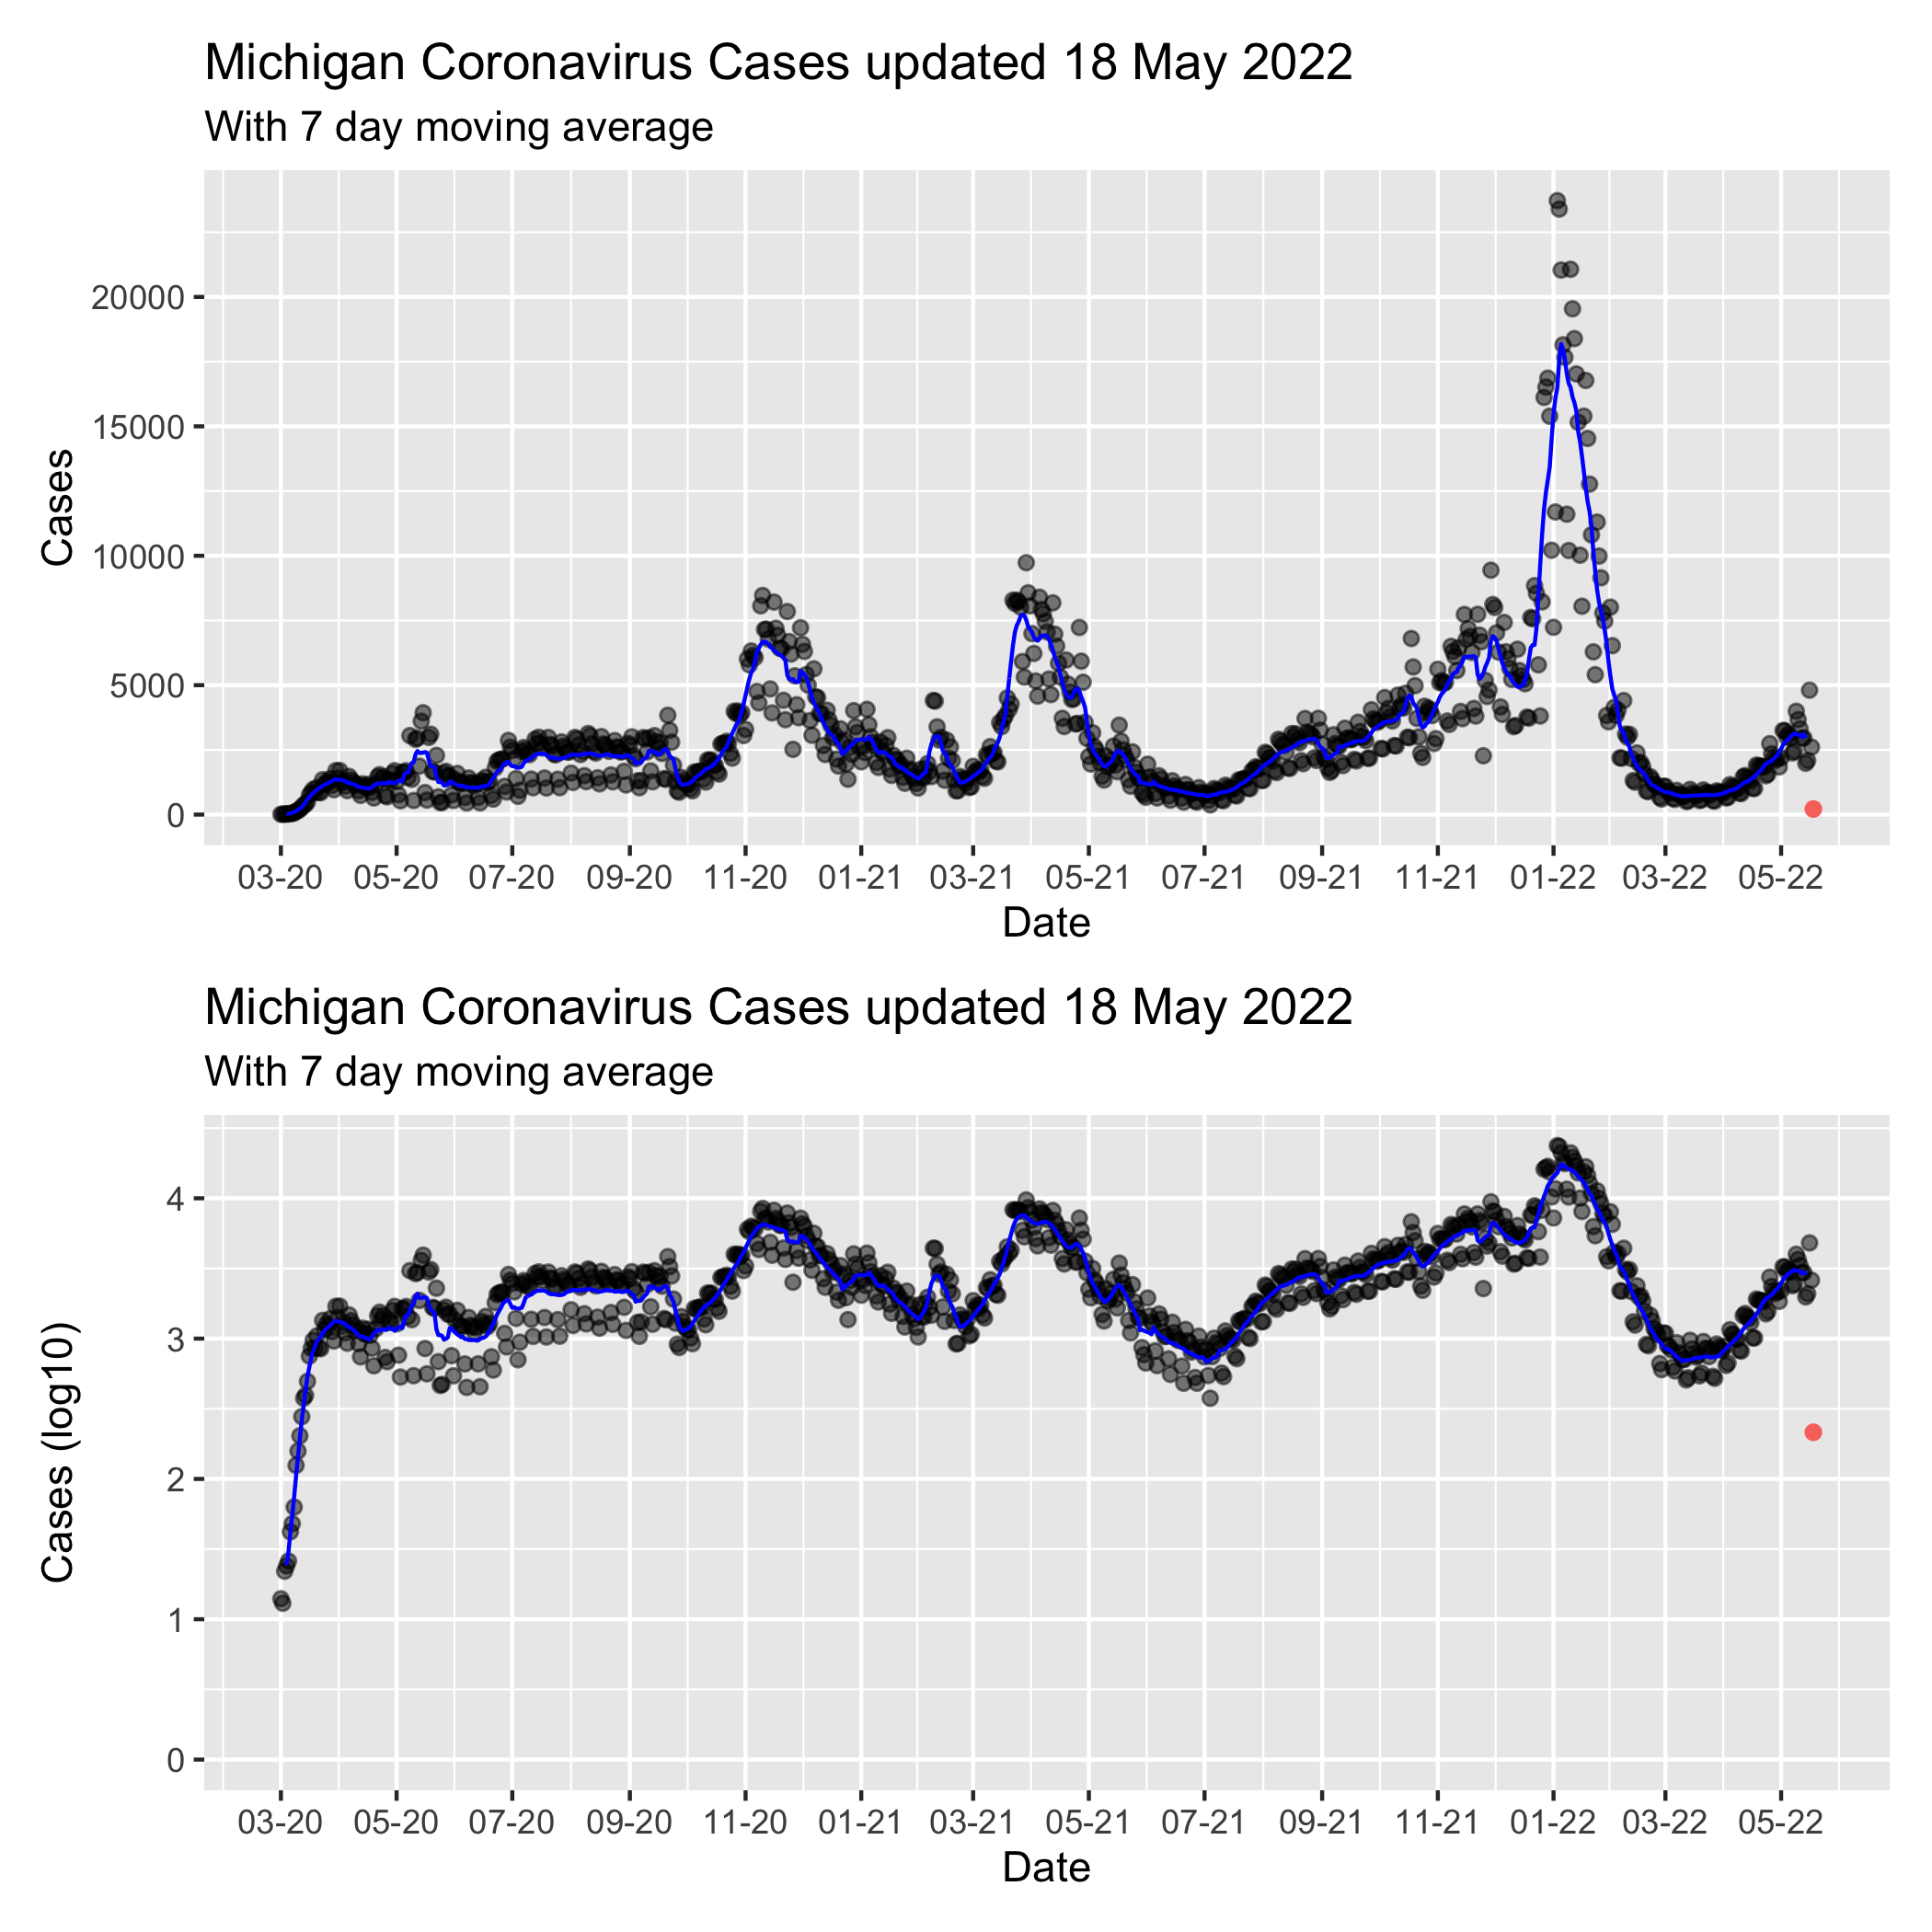 Michigan Coronavirus Cases updated 18 May 2022
With 7 day moving average
Cases
20000
15000
10000
5000
0
03-20 05-20 07-20 09-20 11-20 01-21 03-21 05-21 07-21 09-21 11-21 01-22 03-22 05-22
Date
Michigan Coronavirus Cases updated 18 May 2022
With 7 day moving average
Cases (log10)
4
3
2
1
0
03-20 05-20 07-20 09-20 11-20 01-21 03-21 05-21 07-21 09-21 11-21 01-22 03-22 05-22
Date